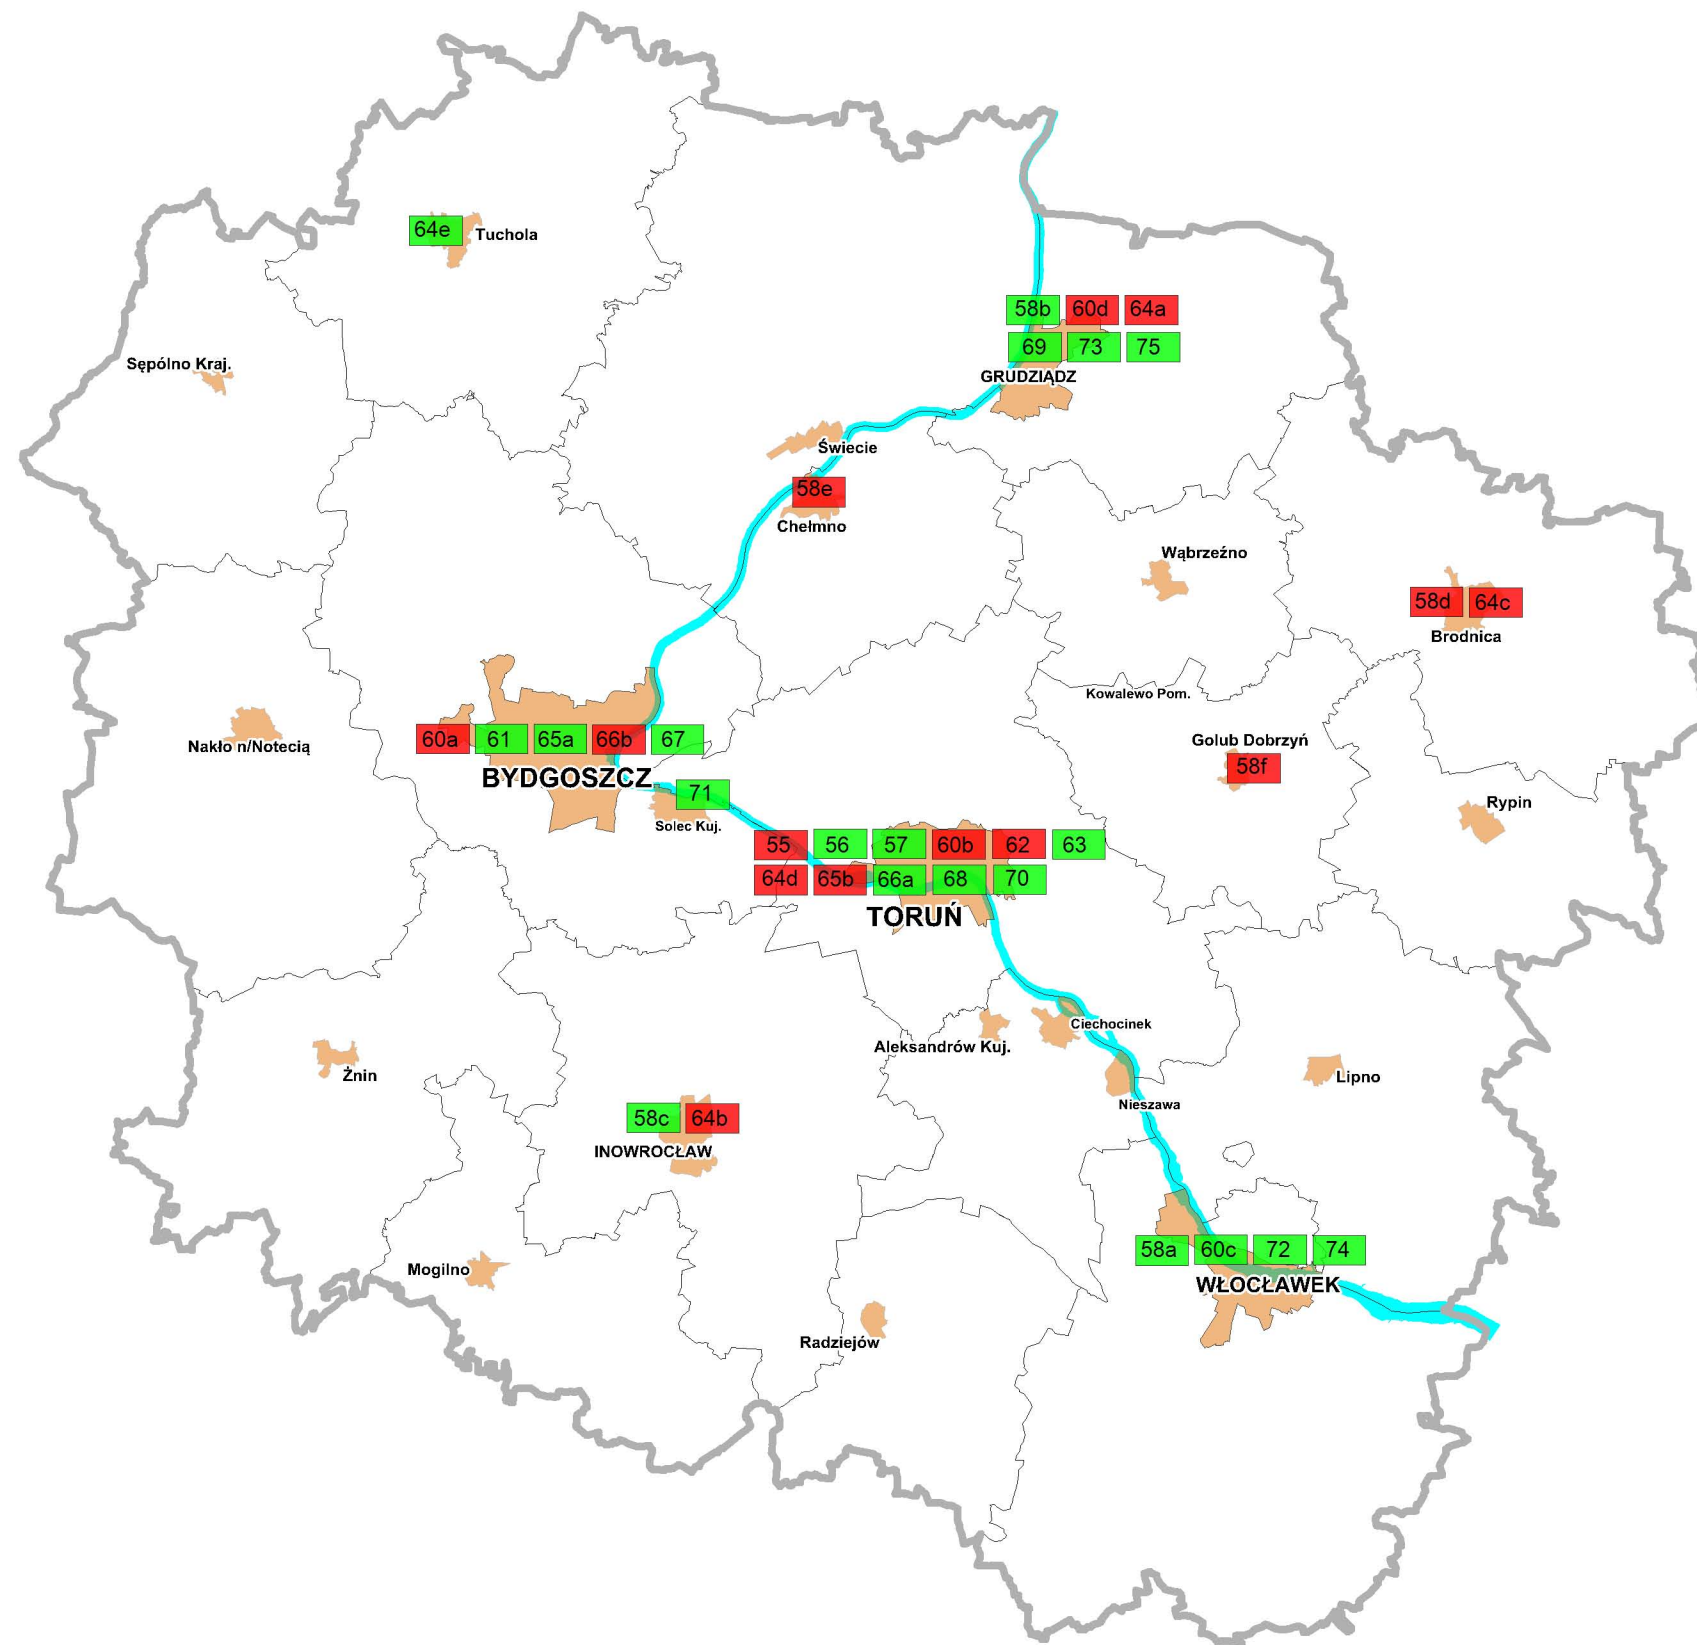 64e
Tuchola
58b 60d 64a
69 73 75
GRUDZIĄDZ
Sępólno Kraj.
Świecie
58e
Chełmno
Wąbrzeźno
58d 64c
Brodnica
Kowalewo Pom.
Nakło n/Notecią
60a 61 65a 66b 67
BYDGOSZCZ
Golub Dobrzyń
58f
71
Solec Kuj.
Rypin
55 56 57 60b 62 63
64d 65b 66a 68 70
TORUŃ
Ciechocinek
Aleksandrów Kuj.
Żnin
Lipno
Nieszawa
58c 64b
INOWROCŁAW
58a 60c 72 74
WŁOCŁAWEK
Mogilno
Radziejów